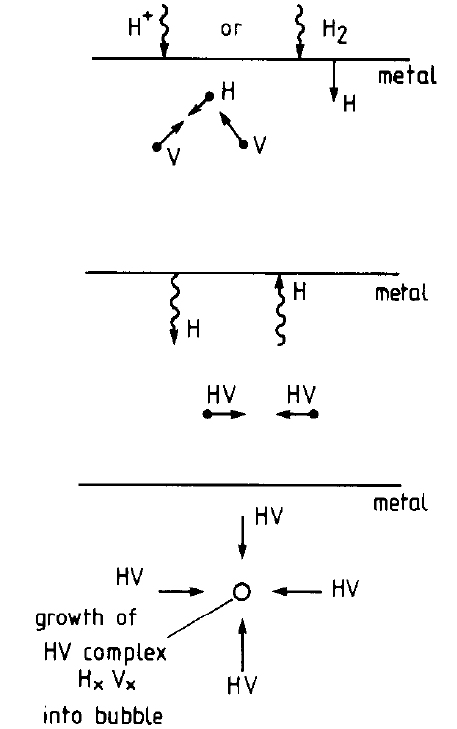 H⁺ or H₂
metal
H
H
V
V
H
metal
H
HV HV
metal
HV
HV
HV
growth of
HV complex
Hₓ Vₓ
HV
into bubble